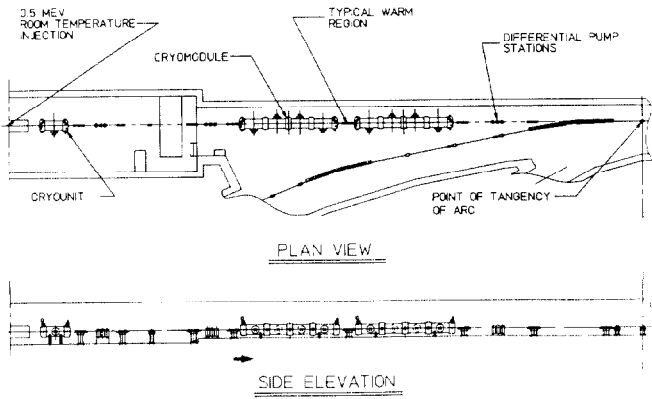 0.5 MEV
ROOM TEMPERATURE
INJECTION
TYPICAL WARM
REGION
DIFFERENTIAL PUMP
STATIONS
CRYOMODULE
CRYOUNIT
POINT OF TANGENCY
OF ARC
PLAN VIEW
SIDE ELEVATION